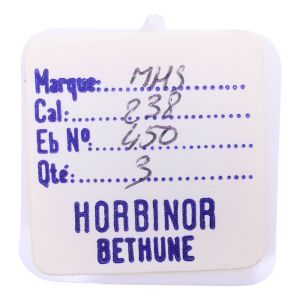 Marque: MHS
Cal: 238
Eb Nº: 450
Qté: 3
HORBINOR
BETHUNE